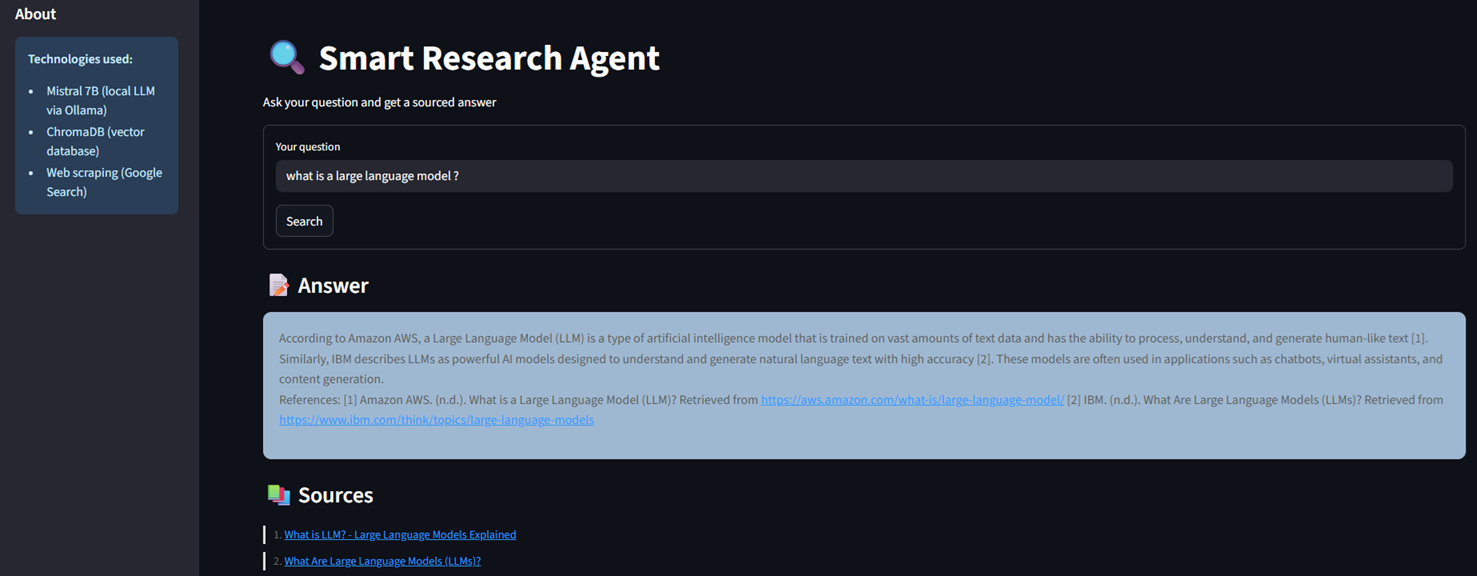 About
Technologies used:
• Mistral 7B (local LLM
via Ollama)
• ChromaDB (vector
database)
• Web scraping (Google
Search)
Smart Research Agent
Ask your question and get a sourced answer
Your question
what is a large language model ?
Search
Answer
According to Amazon AWS, a Large Language Model (LLM) is a type of artificial intelligence model that is trained on vast amounts of text data and has the ability to process, understand, and generate human-like text [1].
Similarly, IBM describes LLMs as powerful AI models designed to understand and generate natural language text with high accuracy [2]. These models are often used in applications such as chatbots, virtual assistants, and
content generation.
References: [1] Amazon AWS. (n.d.). What is a Large Language Model (LLM)? Retrieved from https://aws.amazon.com/what-is/large-language-model/ [2] IBM. (n.d.). What Are Large Language Models (LLMs)? Retrieved from
https://www.ibm.com/think/topics/large-language-models
Sources
1. What is LLM? - Large Language Models Explained
2. What Are Large Language Models (LLMs)?